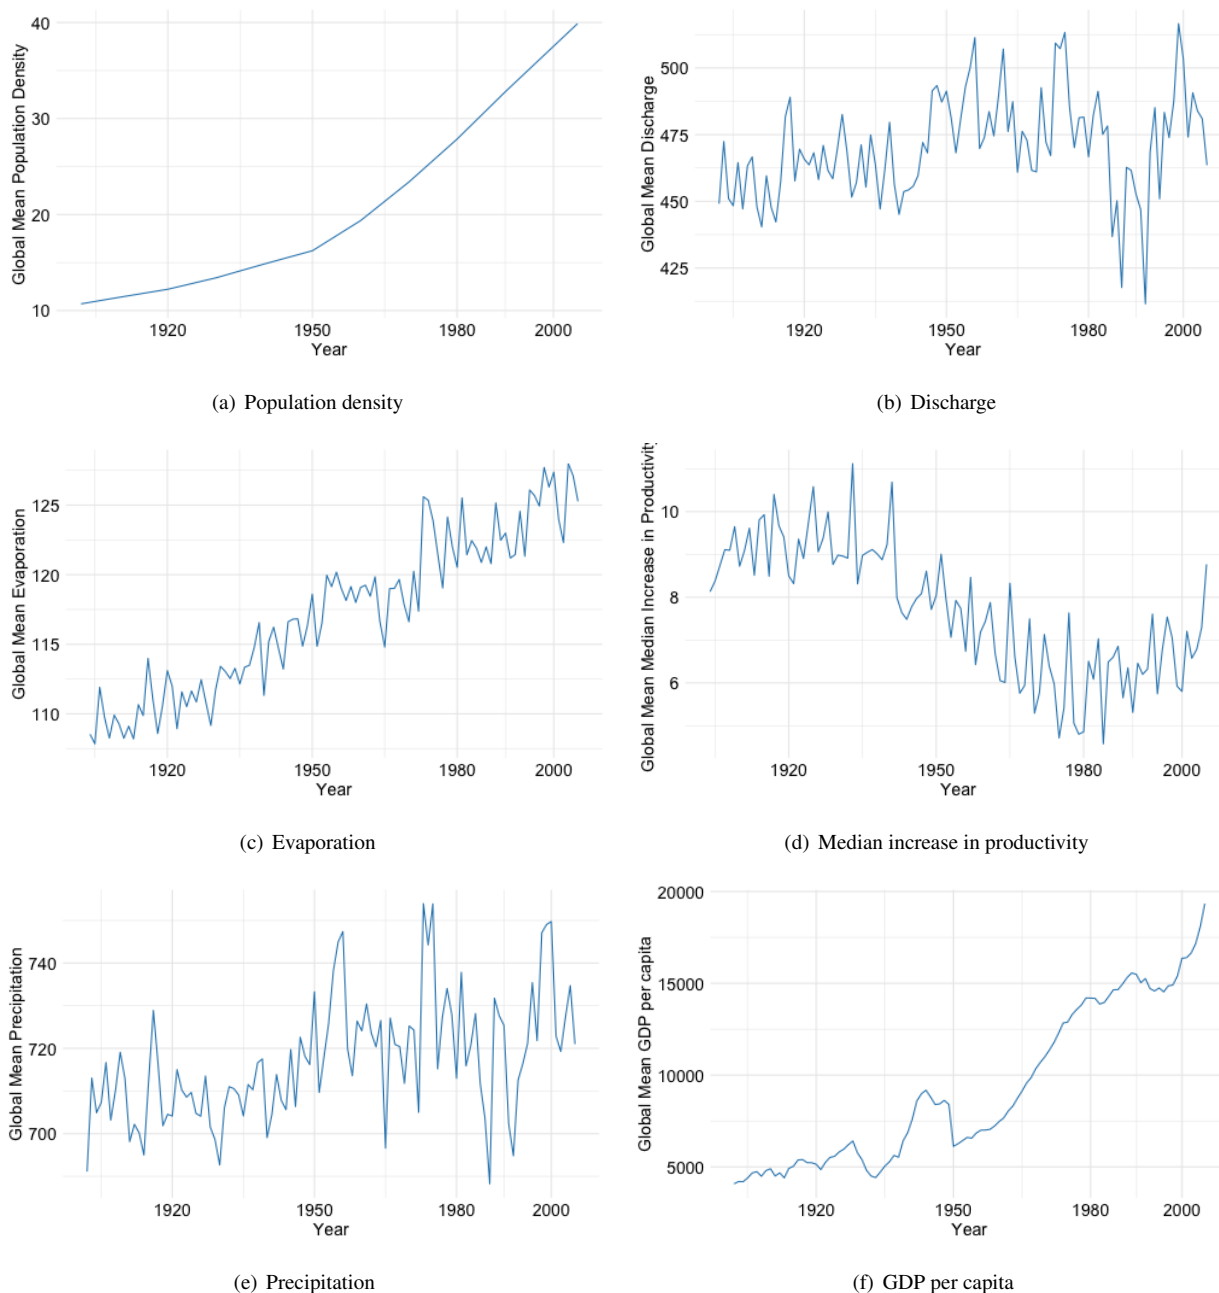 Global Mean Population Density
40
30
20
10
1920 1950 1980 2000
Year
(a) Population density
Global Mean Discharge
500
475
450
425
1920 1950 1980 2000
Year
(b) Discharge
Global Mean Evaporation
125
120
115
110
1920 1950 1980 2000
Year
(c) Evaporation
Global Mean Median Increase in Productivity
10
8
6
1920 1950 1980 2000
Year
(d) Median increase in productivity
Global Mean Precipitation
740
720
700
1920 1950 1980 2000
Year
(e) Precipitation
Global Mean GDP per capita
20000
15000
10000
5000
1920 1950 1980 2000
Year
(f) GDP per capita